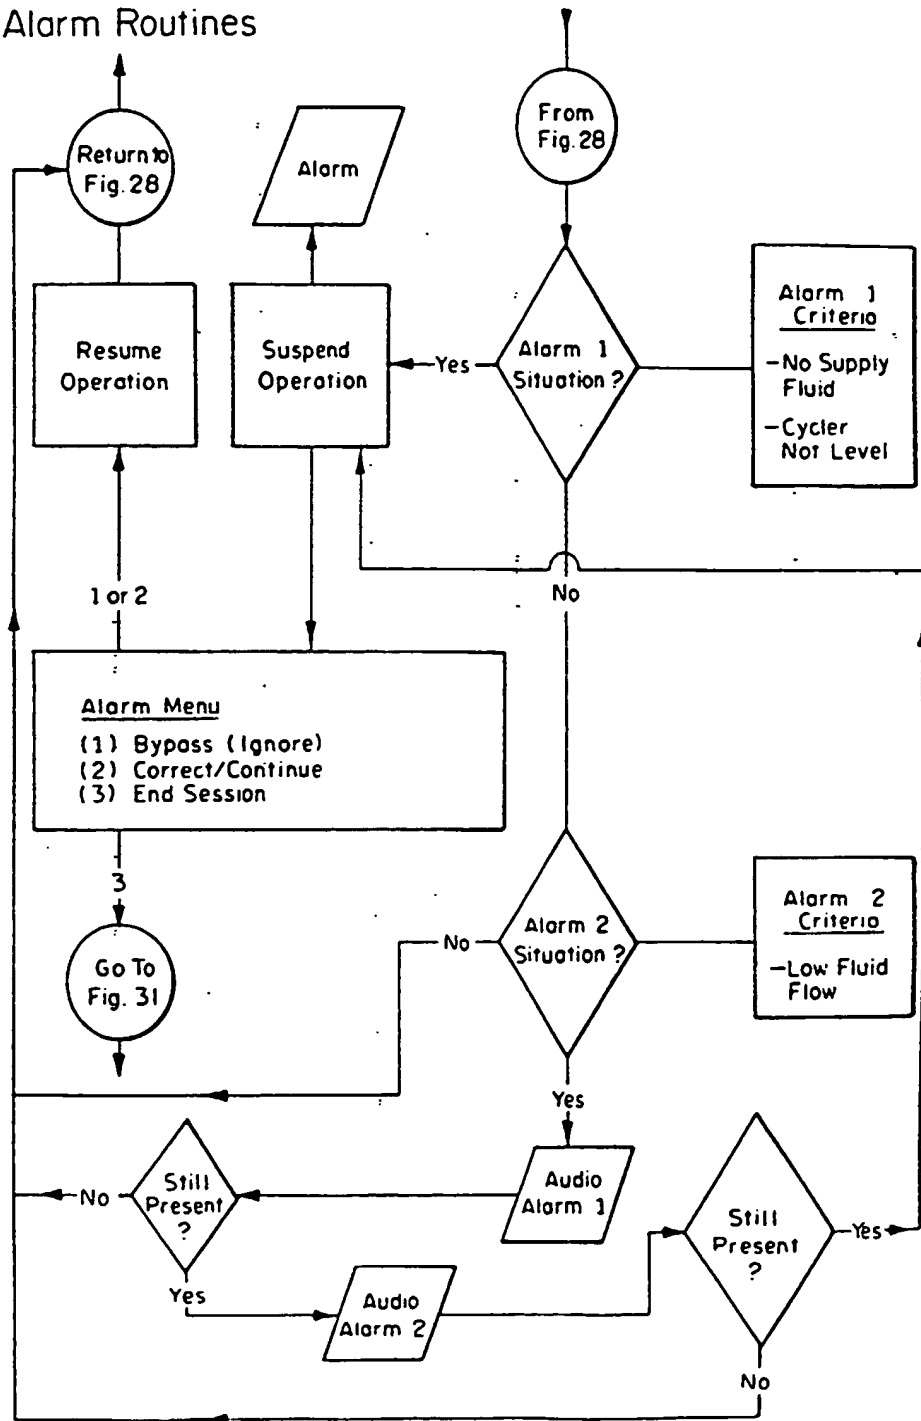 Alarm Routines
From
Fig. 28
Return to
Fig. 28
Alarm
Resume
Operation
Suspend
Operation
Yes
Alarm 1
Situation ?
Alarm 1
Criteria
-No Supply
Fluid
-Cycler
Not Level
1 or 2
No
Alarm Menu
(1) Bypass (Ignore)
(2) Correct/Continue
(3) End Session
3
Go To
Fig. 31
No
Alarm 2
Situation ?
Alarm 2
Criteria
-Low Fluid
Flow
Yes
No
Still
Present
?
Audio
Alarm 1
Still
Present
?
Yes
Yes
Audio
Alarm 2
No